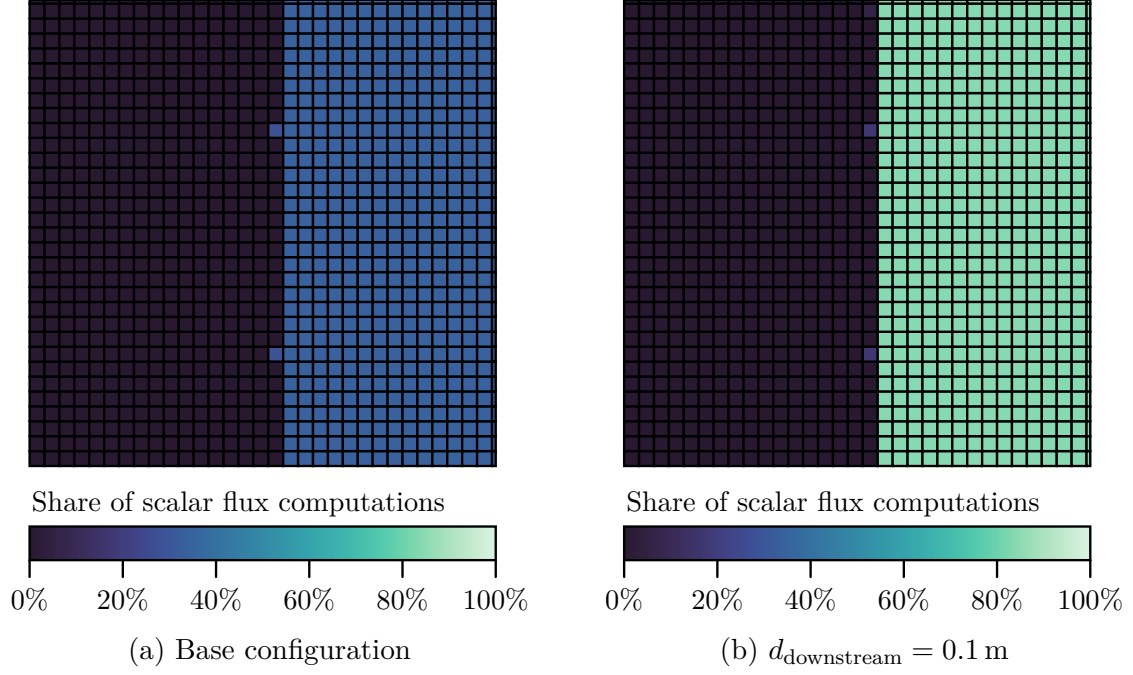 Share of scalar flux computations
0% 20% 40% 60% 80% 100%
(a) Base configuration
Share of scalar flux computations
0% 20% 40% 60% 80% 100%
(b) d_downstream = 0.1 m